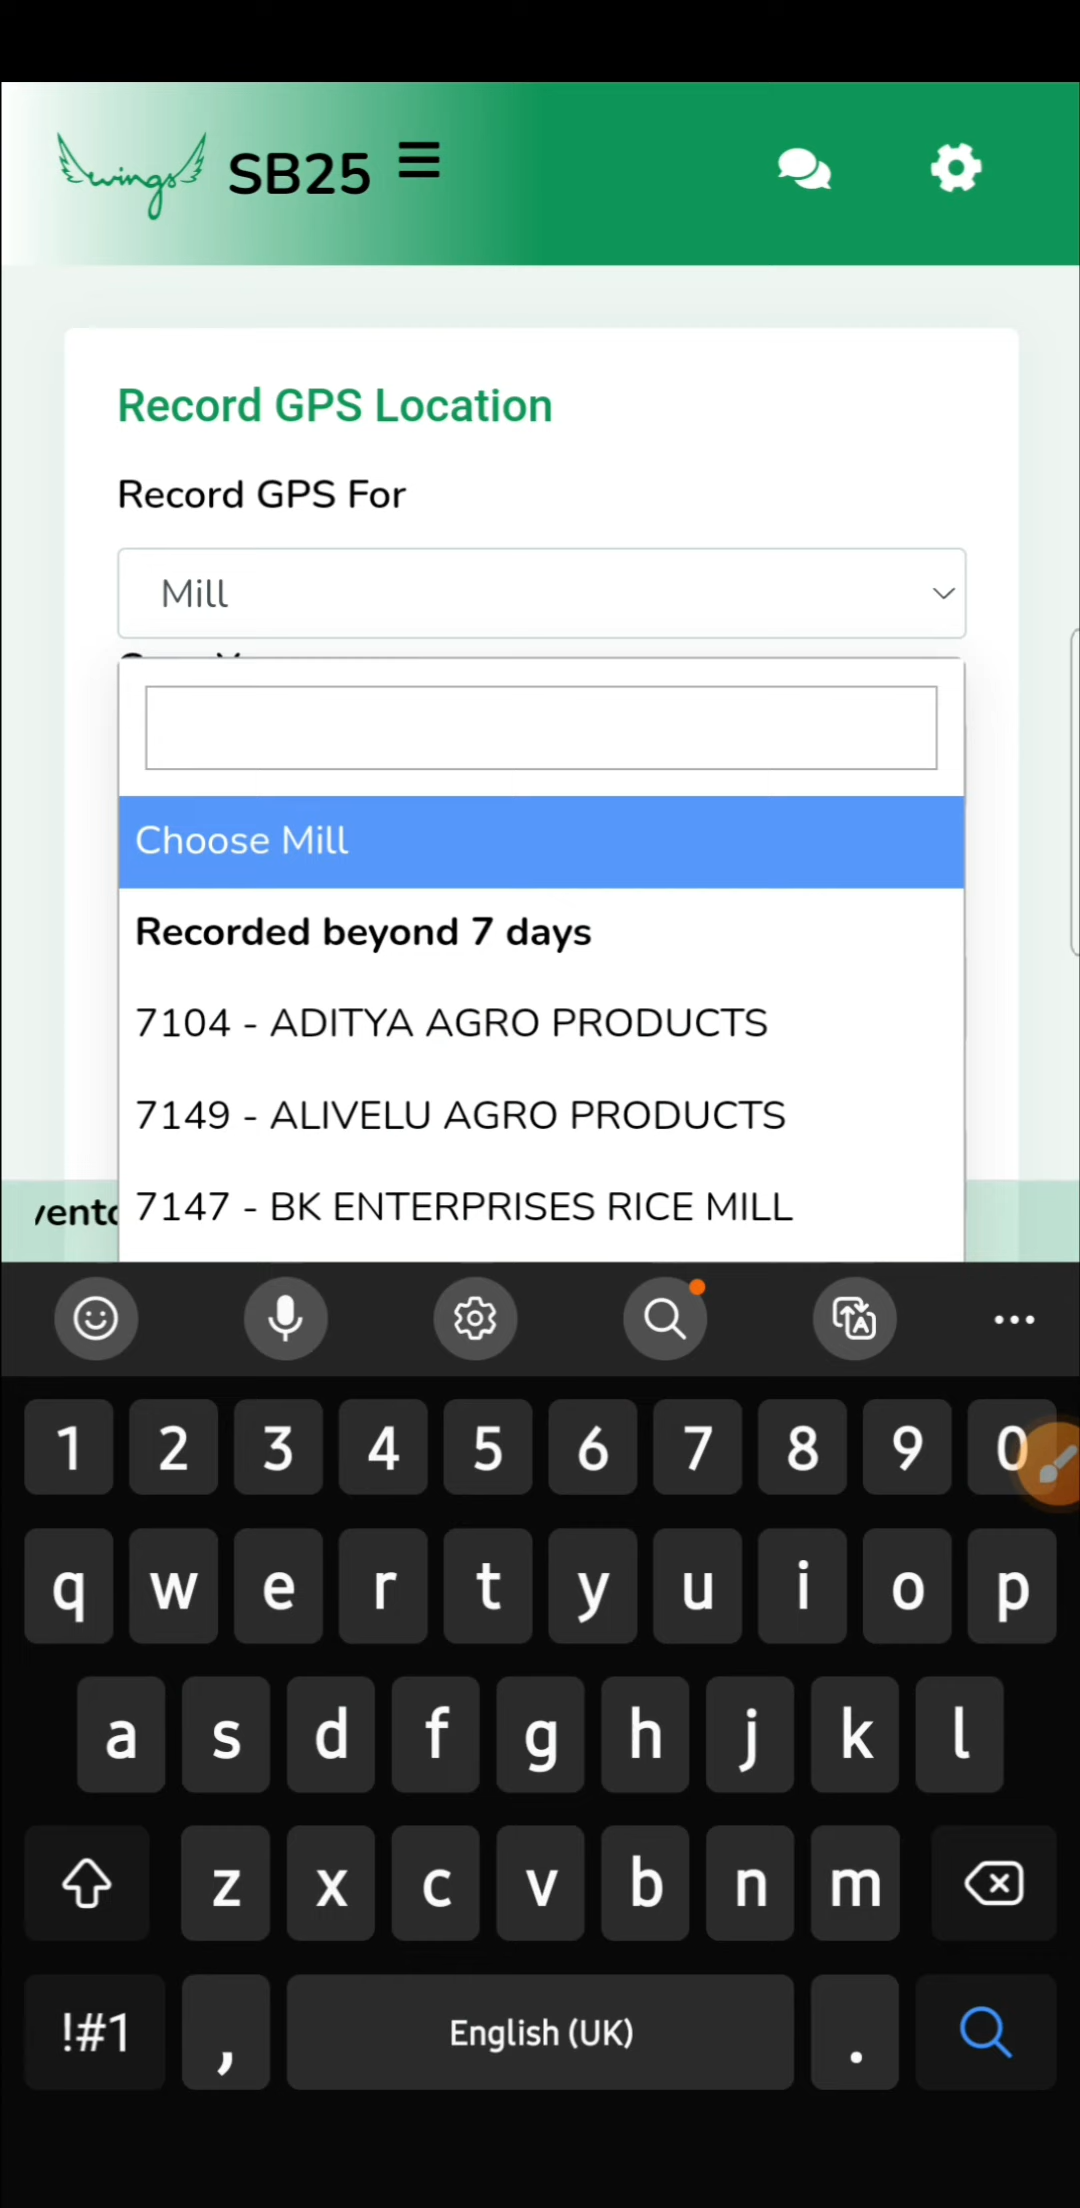 wings SB25
Record GPS Location
Record GPS For
Mill
Choose Mill
Recorded beyond 7 days
7104 - ADITYA AGRO PRODUCTS
7149 - ALIVELU AGRO PRODUCTS
7147 - BK ENTERPRISES RICE MILL
1 2 3 4 5 6 7 8 9 0
q w e r t y u i o p
a s d f g h j k l
z x c v b n m
!#1 , English (UK) .